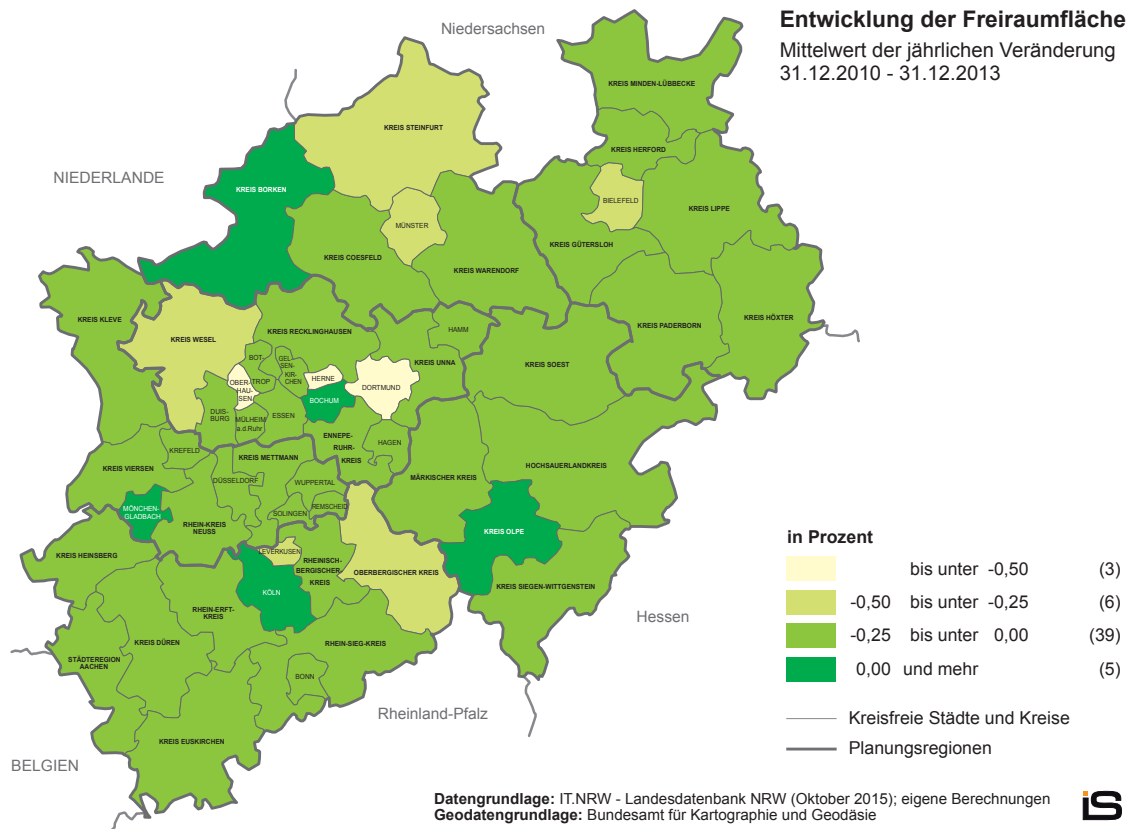 Entwicklung der Freiraumfläche
Mittelwert der jährlichen Veränderung
31.12.2010 - 31.12.2013
Niedersachsen
NIEDERLANDE
KREIS MINDEN-LÜBBECKE
KREIS STEINFURT
KREIS HERFORD
KREIS BORKEN
BIELEFELD
KREIS LIPPE
MÜNSTER
KREIS GÜTERSLOH
KREIS COESFELD
KREIS WARENDORF
KREIS KLEVE
KREIS HÖXTER
KREIS PADERBORN
KREIS RECKLINGHAUSEN
HAMM
KREIS WESEL
KREIS UNNA
KREIS SOEST
BOT-
TROP
GEL-
SEN-
KIR-
CHEN
OBER-
HAU-
SEN
HERNE
DORTMUND
BOCHUM
DUIS-
BURG
MÜLHEIM
a.d.Ruhr
ESSEN
ENNEPE-
RUHR-
KREIS
HAGEN
KREFELD
KREIS METTMANN
KREIS VIERSEN
HOCHSAUERLANDKREIS
MÄRKISCHER KREIS
DÜSSELDORF
WUPPERTAL
MÖNCHEN-
GLADBACH
SOLINGEN
REMSCHEID
RHEIN-KREIS
NEUSS
KREIS OLPE
KREIS HEINSBERG
LEVERKUSEN
RHEINISCH-
BERGISCHER-
KREIS
OBERBERGISCHER KREIS
KREIS SIEGEN-WITTGENSTEIN
KÖLN
RHEIN-ERFT-
KREIS
KREIS DÜREN
RHEIN-SIEG-KREIS
STÄDTEREGION
AACHEN
BONN
KREIS EUSKIRCHEN
Hessen
Rheinland-Pfalz
BELGIEN
in Prozent
bis unter -0,50 (3)
-0,50 bis unter -0,25 (6)
-0,25 bis unter 0,00 (39)
0,00 und mehr (5)
Kreisfreie Städte und Kreise
Planungsregionen
Datengrundlage: IT.NRW - Landesdatenbank NRW (Oktober 2015); eigene Berechnungen
Geodatengrundlage: Bundesamt für Kartographie und Geodäsie
iS